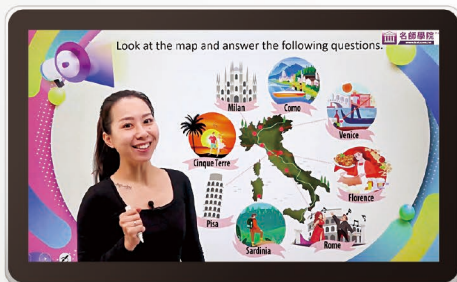 Look at the map and answer the following questions.
名師學院
Milan
Como
Venice
Cinque Terre
Florence
Pisa
Sardinia
Rome